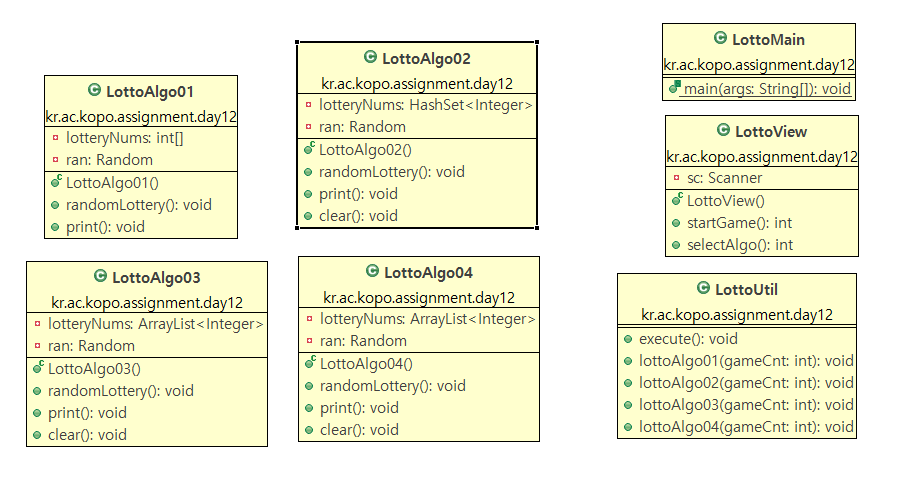 LottoAlgo01
kr.ac.kopo.assignment.day12
lotteryNums: int[]
ran: Random
LottoAlgo01()
randomLottery(): void
print(): void
LottoAlgo02
kr.ac.kopo.assignment.day12
lotteryNums: HashSet<Integer>
ran: Random
LottoAlgo02()
randomLottery(): void
print(): void
clear(): void
LottoMain
kr.ac.kopo.assignment.day12
main(args: String[]): void
LottoView
kr.ac.kopo.assignment.day12
sc: Scanner
LottoView()
startGame(): int
selectAlgo(): int
LottoAlgo03
kr.ac.kopo.assignment.day12
lotteryNums: ArrayList<Integer>
ran: Random
LottoAlgo03()
randomLottery(): void
print(): void
clear(): void
LottoAlgo04
kr.ac.kopo.assignment.day12
lotteryNums: ArrayList<Integer>
ran: Random
LottoAlgo04()
randomLottery(): void
print(): void
clear(): void
LottoUtil
kr.ac.kopo.assignment.day12
execute(): void
lottoAlgo01(gameCnt: int): void
lottoAlgo02(gameCnt: int): void
lottoAlgo03(gameCnt: int): void
lottoAlgo04(gameCnt: int): void